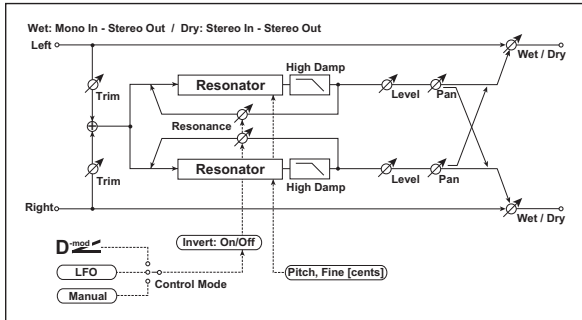 Wet: Mono In - Stereo Out / Dry: Stereo In - Stereo Out
Left
Wet / Dry
High Damp
Resonator
Trim
Level
Pan
Resonance
Resonator
Trim
High Damp
Level
Pan
Right
Wet / Dry
D-mod
Invert: On/Off
LFO
Pitch, Fine [cents]
Control Mode
Manual